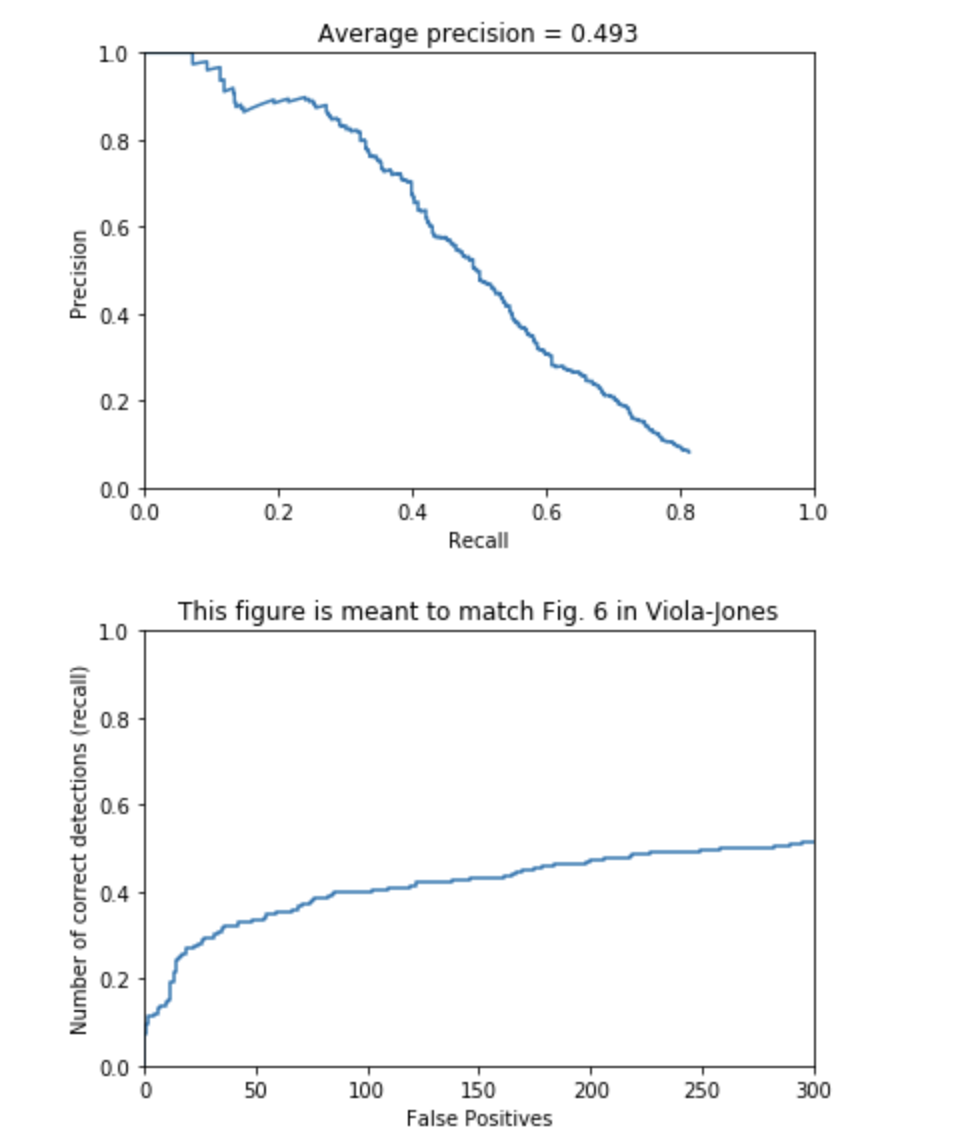 Average precision = 0.493
1.0
0.8
0.6
0.4
0.2
0.0
Precision
0.0 0.2 0.4 0.6 0.8 1.0
Recall
This figure is meant to match Fig. 6 in Viola-Jones
1.0
0.8
0.6
0.4
0.2
0.0
Number of correct detections (recall)
0 50 100 150 200 250 300
False Positives